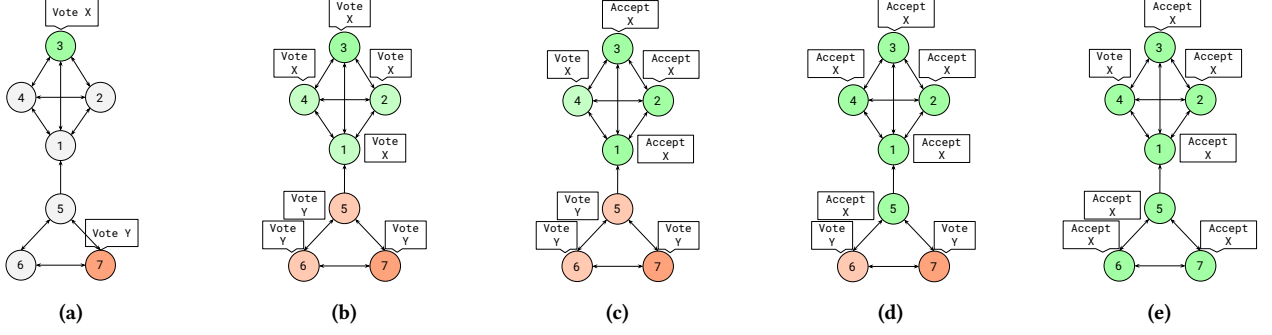 Vote X
3
4
2
1
5
Vote Y
6
7
(a)
Vote
X
3
Vote
X
Vote
X
4
2
1
Vote
X
Vote
Y
5
Vote
Y
Vote
Y
6
7
(b)
Accept
X
3
Vote
X
Accept
X
4
2
1
Accept
X
Vote
Y
5
Vote
Y
Vote
Y
6
7
(c)
Accept
X
3
Accept
X
Accept
X
4
2
1
Accept
X
Accept
X
5
Vote
Y
Vote
Y
6
7
(d)
Accept
X
3
Vote
X
Accept
X
4
2
1
Accept
X
Accept
X
5
Accept
X
Accept
X
6
7
(e)